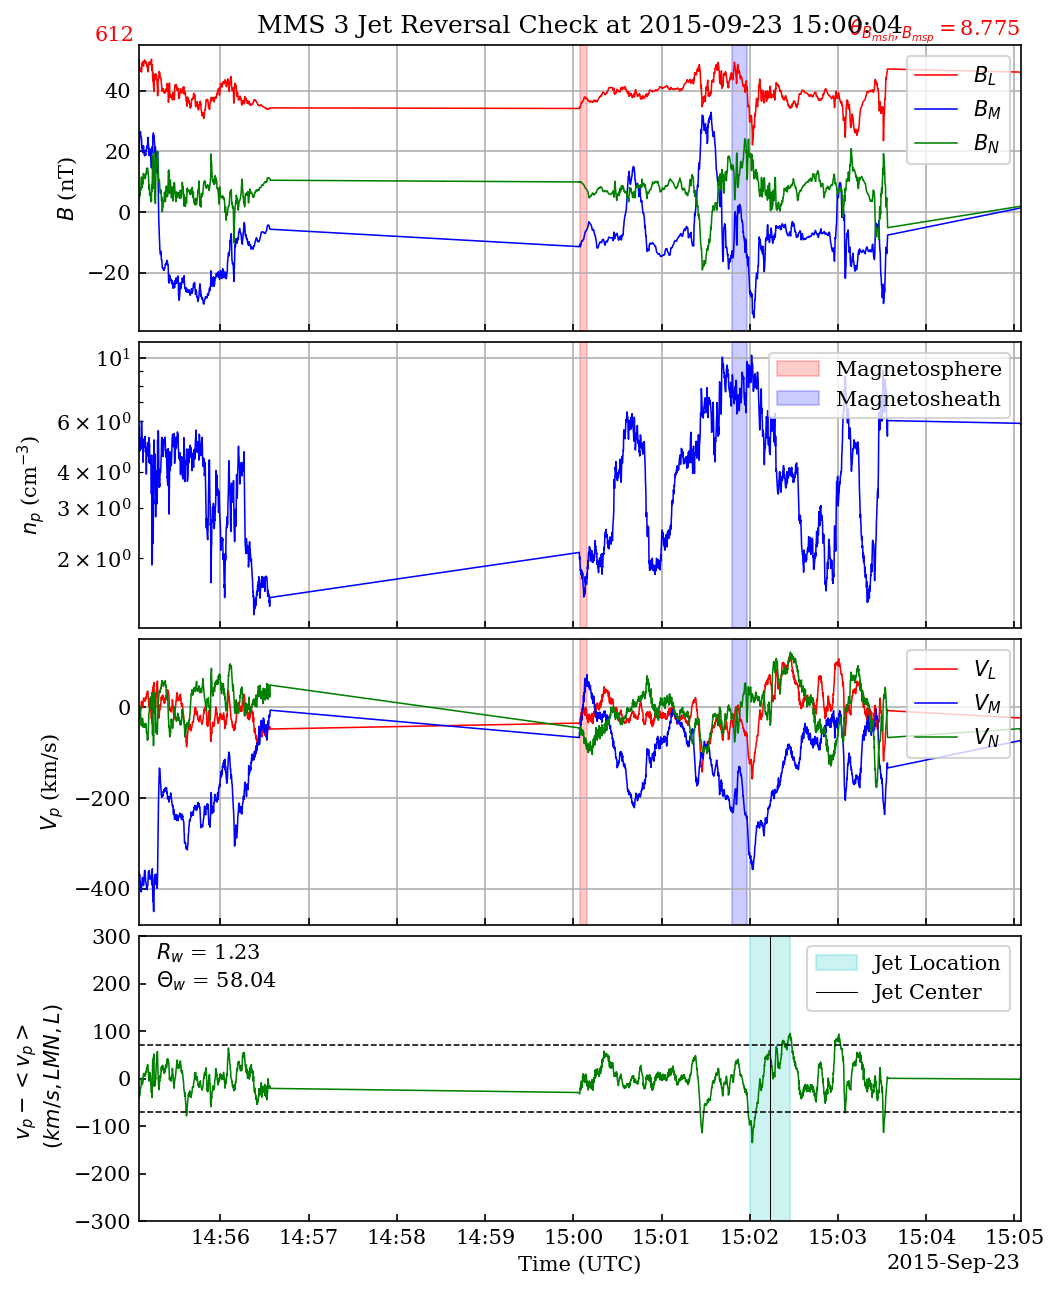 MMS 3 Jet Reversal Check at 2015-09-23 15:00:04
612
θ_{B_{msh}, B_{msp}} = 8.775
40
20
0
−20
B (nT)
B_L
B_M
B_N
10^1
6 × 10^0
4 × 10^0
3 × 10^0
2 × 10^0
n_p (cm^{−3})
Magnetosphere
Magnetosheath
0
−200
−400
V_p (km/s)
V_L
V_M
V_N
300
200
100
0
−100
−200
−300
v_p − < v_p >
(km/s, LMN, L)
R_w = 1.23
Θ_w = 58.04
Jet Location
Jet Center
14:56 14:57 14:58 14:59 15:00 15:01 15:02 15:03 15:04 15:05
Time (UTC)
2015-Sep-23